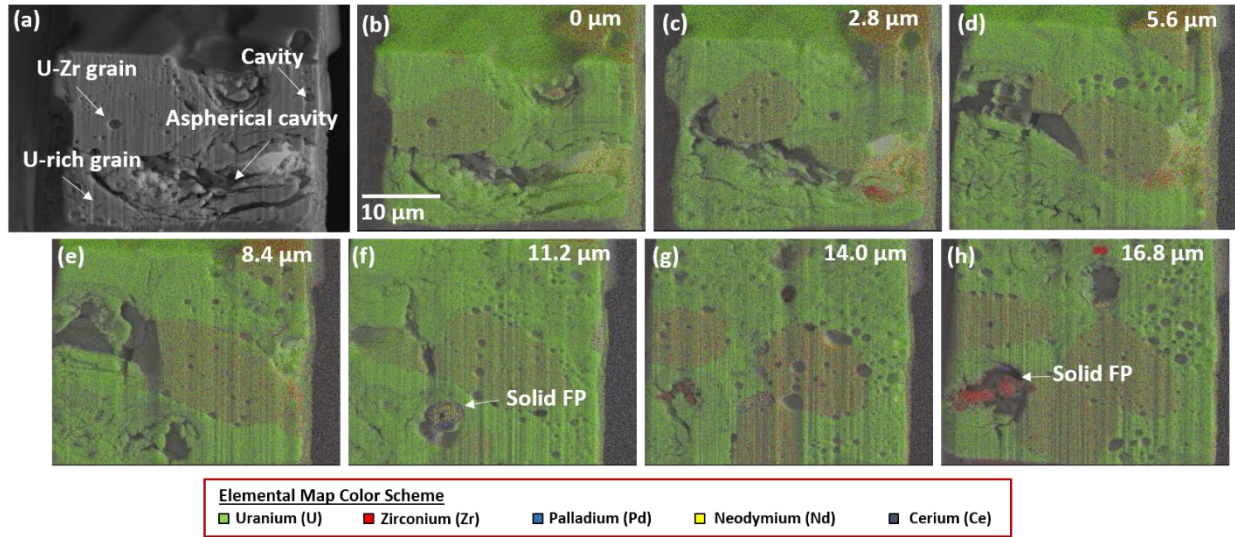 (a)
U-Zr grain
Cavity
Aspherical cavity
U-rich grain
(b)
0 µm
10 µm
(c)
2.8 µm
(d)
5.6 µm
(e)
8.4 µm
(f)
11.2 µm
Solid FP
(g)
14.0 µm
(h)
16.8 µm
Solid FP
Elemental Map Color Scheme
Uranium (U) Zirconium (Zr) Palladium (Pd) Neodymium (Nd) Cerium (Ce)